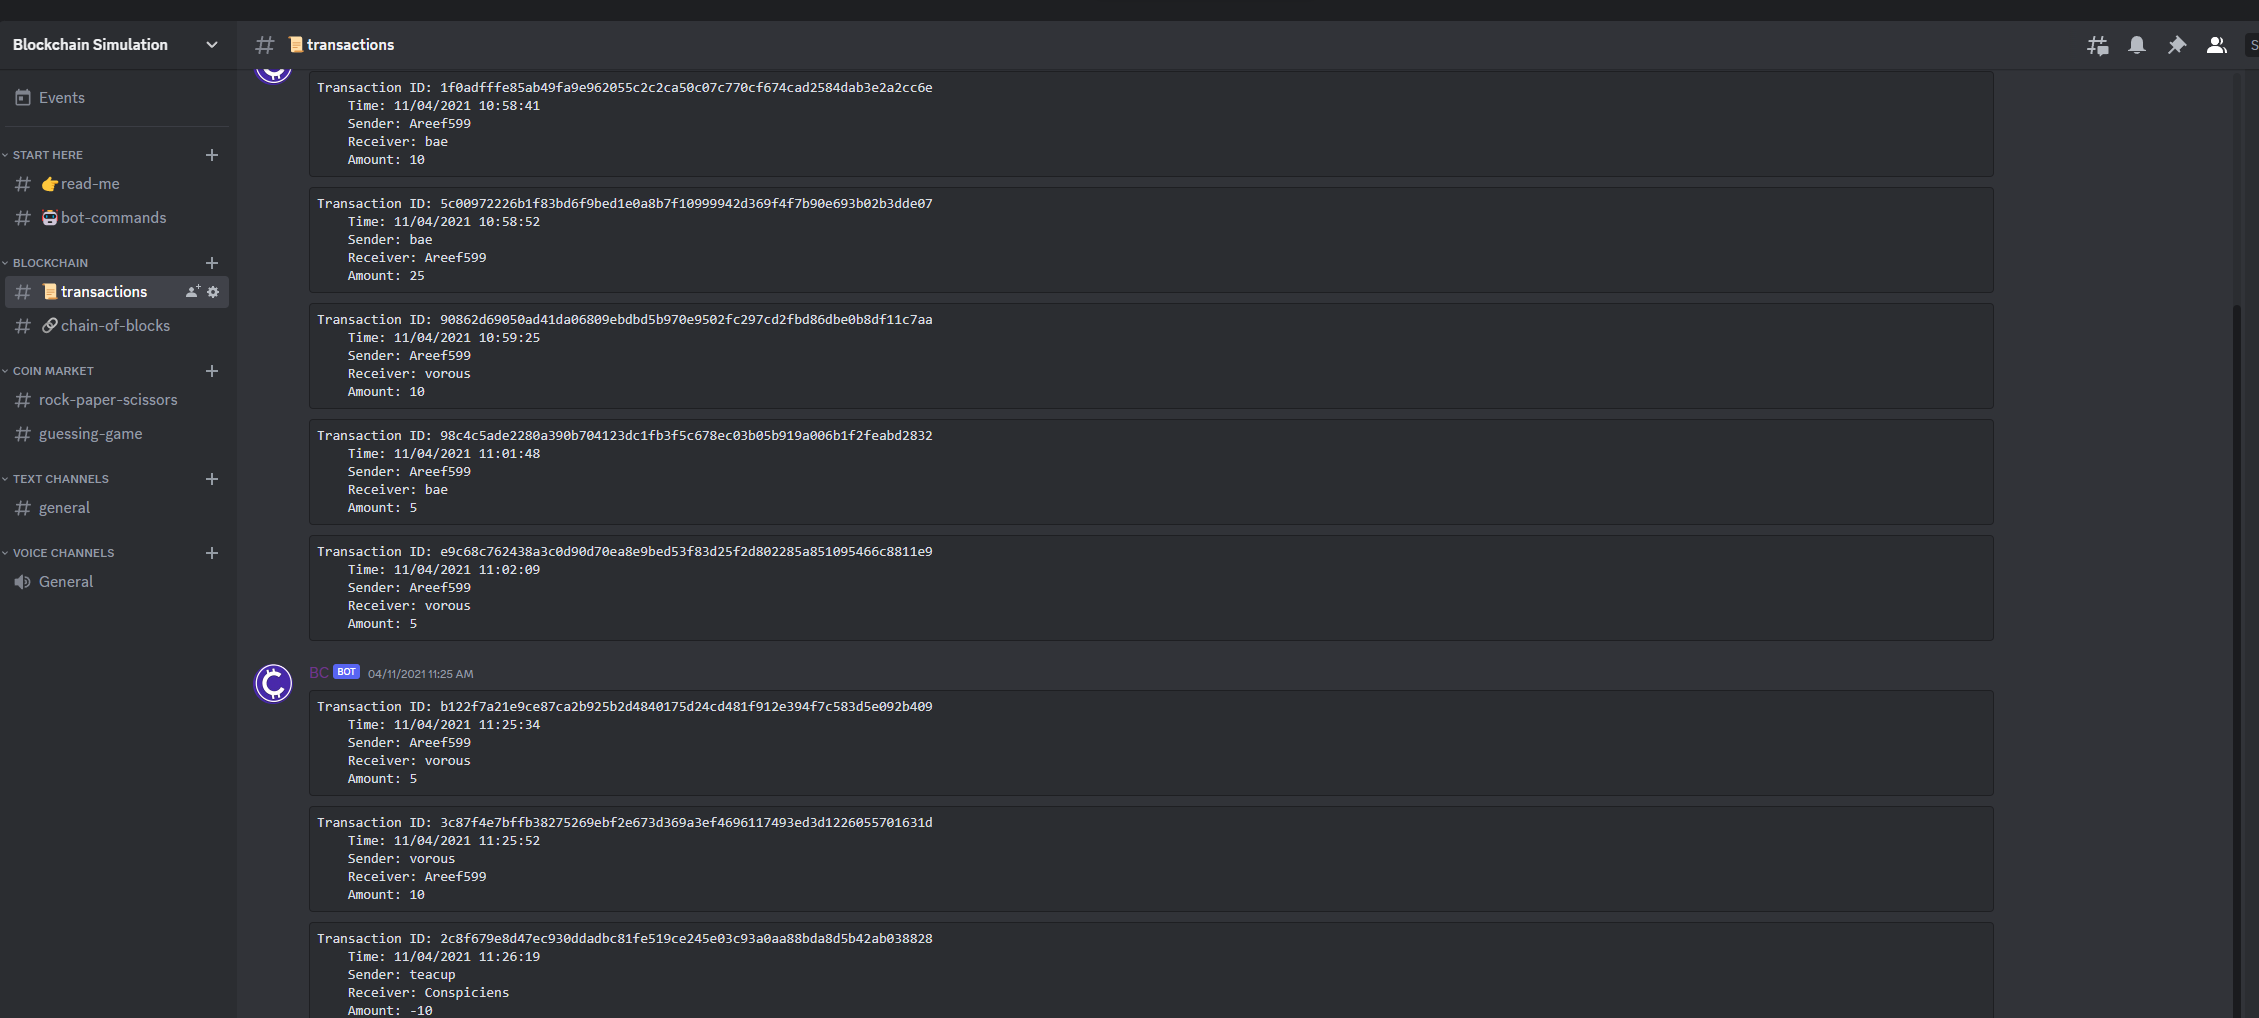 Blockchain Simulation
Events
START HERE
👉read-me
🤖bot-commands
BLOCKCHAIN
📜transactions
🔗chain-of-blocks
COIN MARKET
rock-paper-scissors
guessing-game
TEXT CHANNELS
general
VOICE CHANNELS
General
📜transactions
Transaction ID: 1f0adfffe85ab49fa9e962055c2c2ca50c07c770cf674cad2584dab3e2a2cc6e
Time: 11/04/2021 10:58:41
Sender: Areef599
Receiver: bae
Amount: 10
Transaction ID: 5c00972226b1f83bd6f9bed1e0a8b7f10999942d369f4f7b90e693b02b3dde07
Time: 11/04/2021 10:58:52
Sender: bae
Receiver: Areef599
Amount: 25
Transaction ID: 90862d69050ad41da06809ebdbd5b970e9502fc297cd2fbd86dbe0b8df11c7aa
Time: 11/04/2021 10:59:25
Sender: Areef599
Receiver: vorous
Amount: 10
Transaction ID: 98c4c5ade2280a390b704123dc1fb3f5c678ec03b05b919a006b1f2feabd2832
Time: 11/04/2021 11:01:48
Sender: Areef599
Receiver: bae
Amount: 5
Transaction ID: e9c68c762438a3c0d90d70ea8e9bed53f83d25f2d802285a851095466c8811e9
Time: 11/04/2021 11:02:09
Sender: Areef599
Receiver: vorous
Amount: 5
BC BOT 04/11/2021 11:25 AM
Transaction ID: b122f7a21e9ce87ca2b925b2d4840175d24cd481f912e394f7c583d5e092b409
Time: 11/04/2021 11:25:34
Sender: Areef599
Receiver: vorous
Amount: 5
Transaction ID: 3c87f4e7bffb38275269ebf2e673d369a3ef4696117493ed3d1226055701631d
Time: 11/04/2021 11:25:52
Sender: vorous
Receiver: Areef599
Amount: 10
Transaction ID: 2c8f679e8d47ec930ddadbc81fe519ce245e03c93a0aa88bda8d5b42ab038828
Time: 11/04/2021 11:26:19
Sender: teacup
Receiver: Conspiciens
Amount: -10